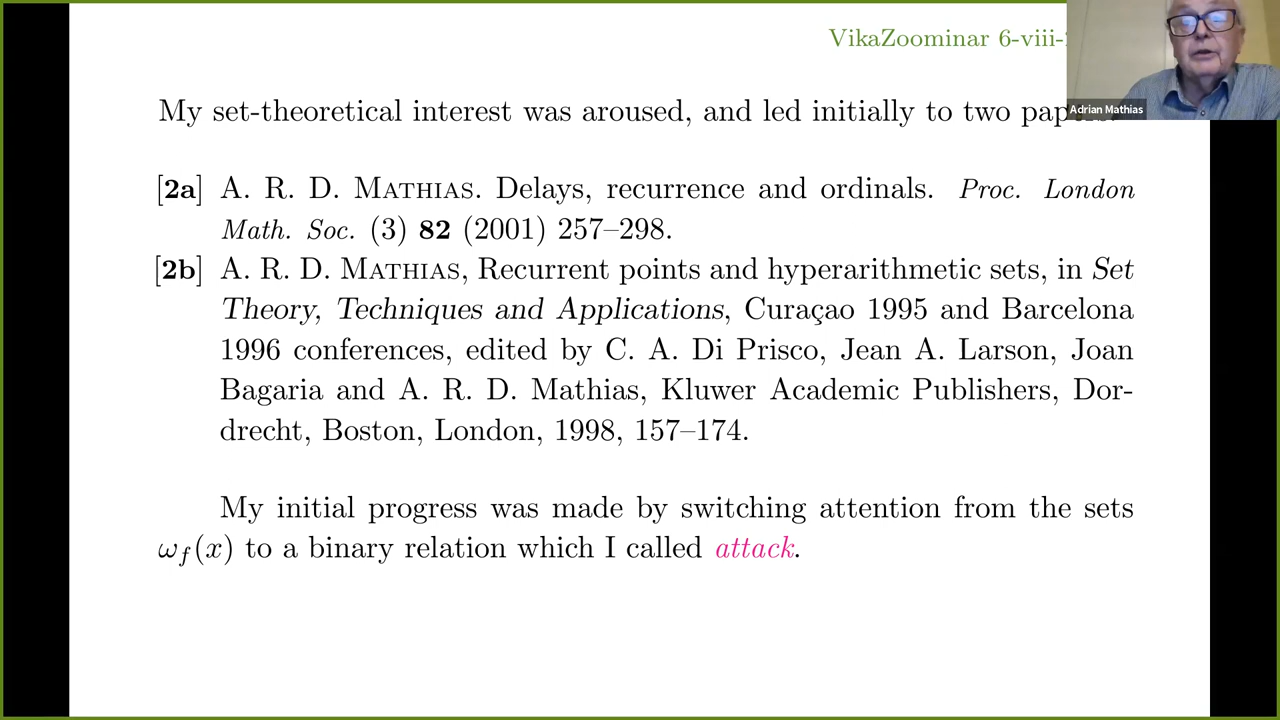 VikaZoominar 6-viii-
Adrian Mathias
My set-theoretical interest was aroused, and led initially to two
[2a] A. R. D. MATHIAS. Delays, recurrence and ordinals. Proc. London
Math. Soc. (3) 82 (2001) 257–298.
[2b] A. R. D. MATHIAS, Recurrent points and hyperarithmetic sets, in Set
Theory, Techniques and Applications, Curaçao 1995 and Barcelona
1996 conferences, edited by C. A. Di Prisco, Jean A. Larson, Joan
Bagaria and A. R. D. Mathias, Kluwer Academic Publishers, Dor-
drecht, Boston, London, 1998, 157–174.
My initial progress was made by switching attention from the sets
ω_f(x) to a binary relation which I called attack.